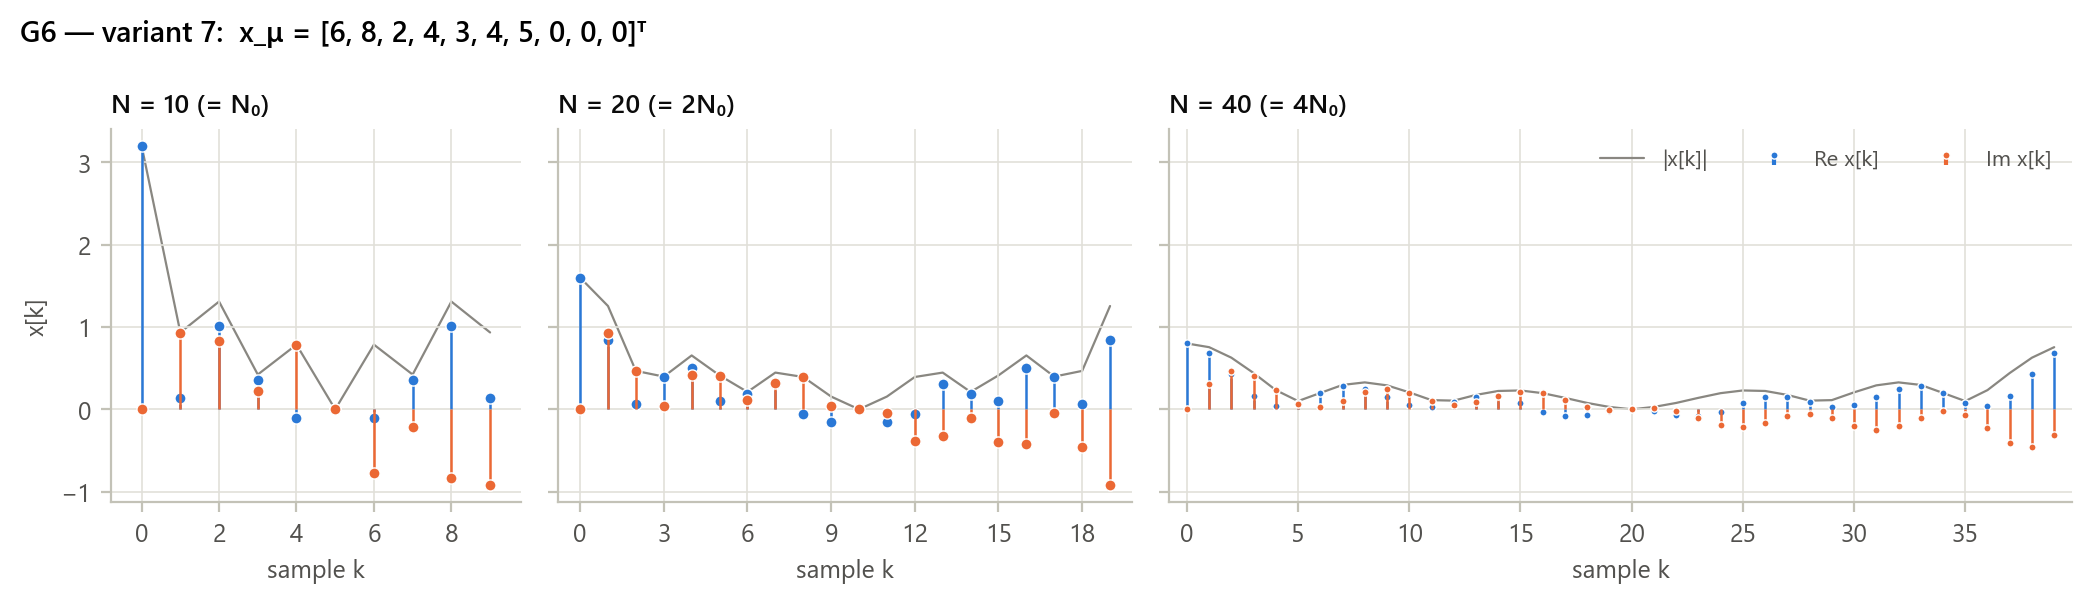 G6 — variant 7:  x_μ = [6, 8, 2, 4, 3, 4, 5, 0, 0, 0]ᵀ
N = 10 (= N₀)
N = 20 (= 2N₀)
N = 40 (= 4N₀)
|x[k]|
Re x[k]
Im x[k]
x[k]
3
2
1
0
−1
0 2 4 6 8
0 3 6 9 12 15 18
0 5 10 15 20 25 30 35
sample k
sample k
sample k